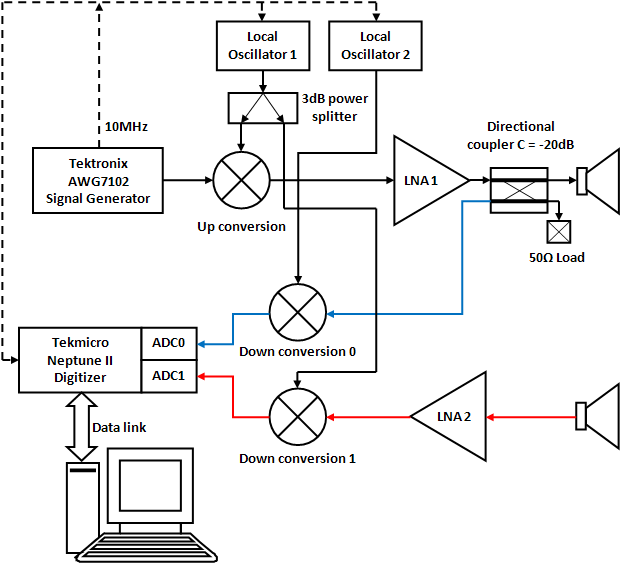 Local
Oscillator 1
Local
Oscillator 2
3dB power
splitter
10MHz
Directional
coupler C = -20dB
Tektronix
AWG7102
Signal Generator
LNA 1
Up conversion
50Ω Load
Tekmicro
Neptune II
Digitizer
ADC0
ADC1
Down conversion 0
LNA 2
Data link
Down conversion 1